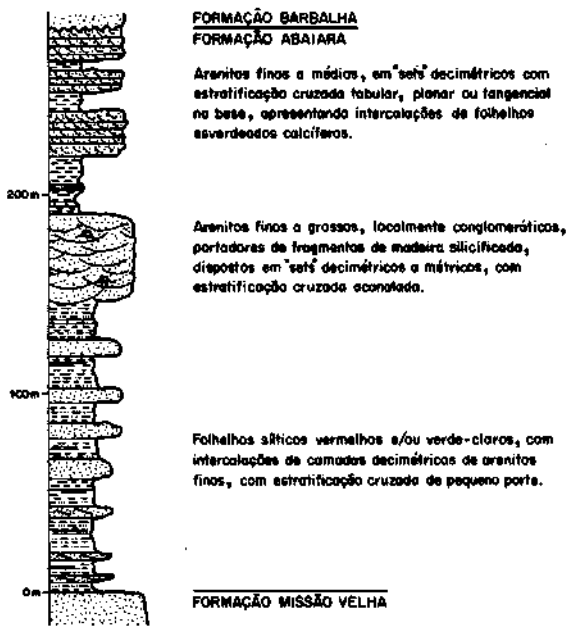 FORMAÇÃO BARBALHA
FORMAÇÃO ABAIARA
Arenitos finos a médios, em "sets" decimétricos com
estratificação cruzada tabular, planar ou tangencial
na base, apresentando intercalações de folhelhos
esverdeados calcíferos.
200m
Arenitos finos a grossos, localmente conglomeráticos,
portadores de fragmentos de madeira silicificada,
dispostos em "sets" decimétricos a métricos, com
estratificação cruzada acanalada.
100m
Folhelhos sílticos vermelhos e/ou verde-claros, com
intercalações de camadas decimétricas de arenitos
finos, com estratificação cruzada de pequeno porte.
0m
FORMAÇÃO MISSÃO VELHA